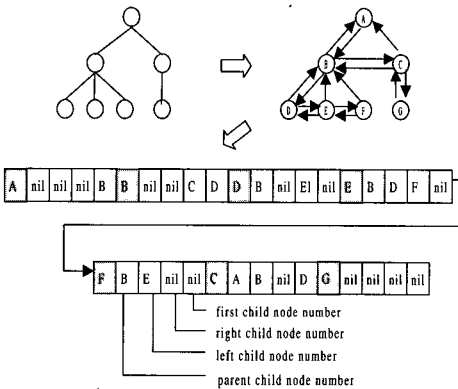 A
B C
D E F G
A nil nil nil B B nil nil C D D B nil El nil E B D F nil
F B E nil nil C A B nil D G nil nil nil nil
first child node number
right child node number
left child node number
parent child node number